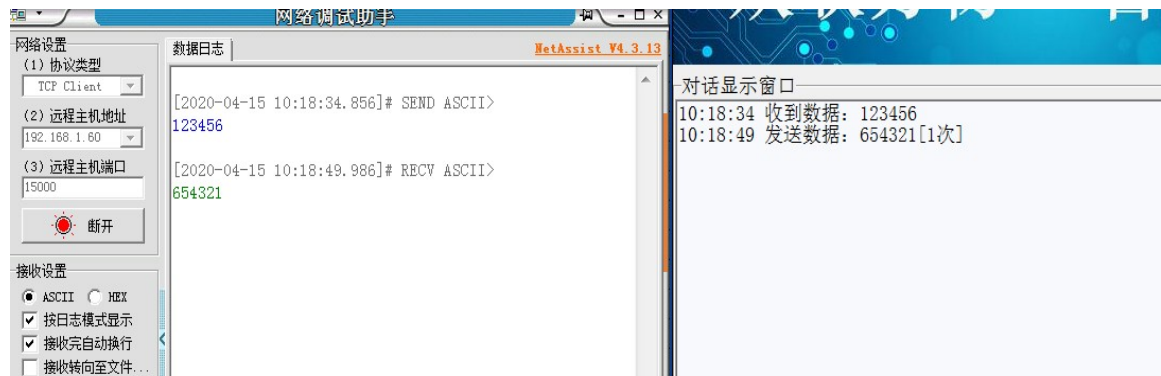 网络调试助手
网络设置
(1) 协议类型
TCP Client
(2) 远程主机地址
192.168.1.60
(3) 远程主机端口
15000
断开
接收设置
ASCII HEX
按日志模式显示
接收完自动换行
接收转向至文件...
数据日志
NetAssist V4.3.13
[2020-04-15 10:18:34.856]# SEND ASCII>
123456
[2020-04-15 10:18:49.986]# RECV ASCII>
654321
对话显示窗口
10:18:34 收到数据: 123456
10:18:49 发送数据: 654321[1次]